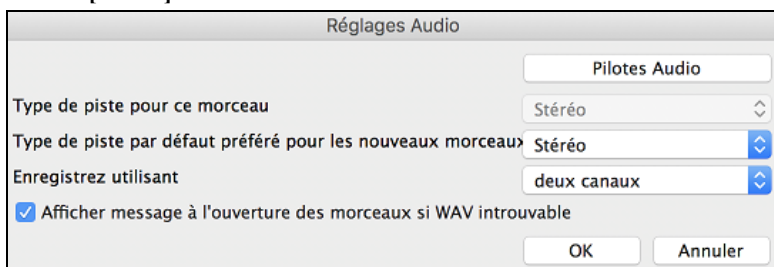 Réglages Audio
Pilotes Audio
Type de piste pour ce morceau Stéréo
Type de piste par défaut préféré pour les nouveaux morceaux Stéréo
Enregistrez utilisant deux canaux
Afficher message à l'ouverture des morceaux si WAV introuvable
OK Annuler